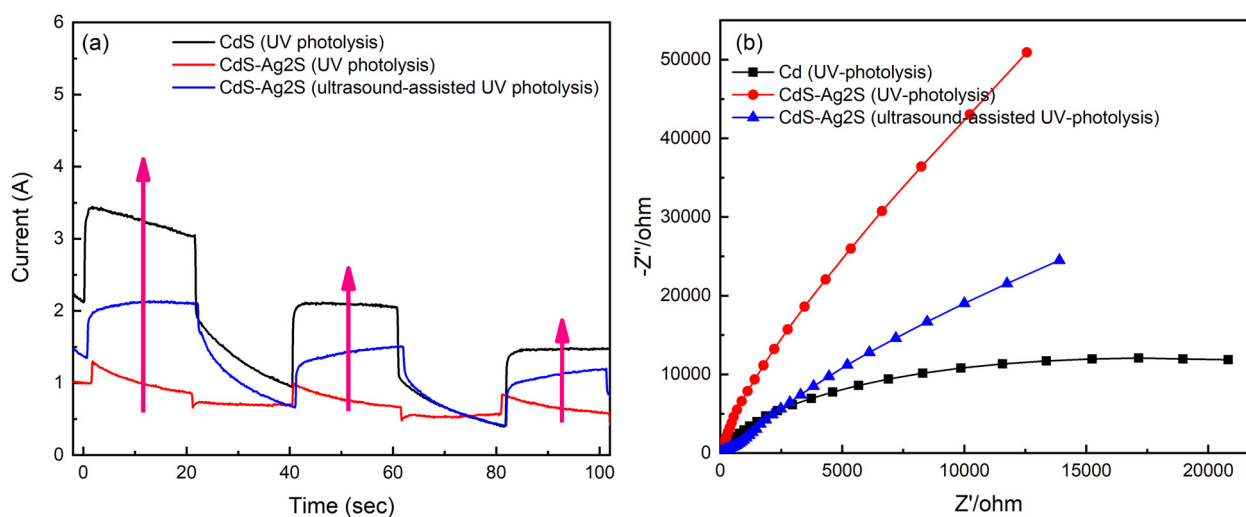 (a)
CdS (UV photolysis)
CdS-Ag2S (UV photolysis)
CdS-Ag2S (ultrasound-assisted UV photolysis)
6
5
4
3
2
1
0
Current (A)
0
20
40
60
80
100
Time (sec)
(b)
Cd (UV-photolysis)
CdS-Ag2S (UV-photolysis)
CdS-Ag2S (ultrasound-assisted UV-photolysis)
50000
40000
30000
20000
10000
0
-Z''/ohm
0
5000
10000
15000
20000
Z'/ohm